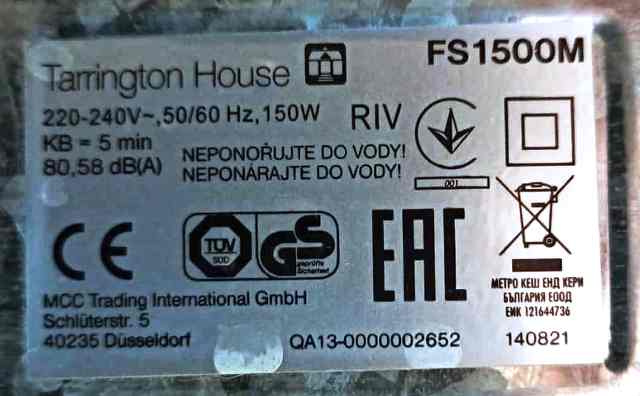 Tarrington House
FS1500M
220-240V~,50/60 Hz,150W
KB = 5 min
80,58 dB(A)
RIV
NEPONOŘUJTE DO VODY!
NEPONÁRAJTE DO VODY!
001
CE
TÜV
SÜD
GS
geprüfte
Sicherheit
EAC
MCC Trading International GmbH
Schlüterstr. 5
40235 Düsseldorf
QA13-0000002652
МЕТРО КЕШ ЕНД КЕРИ
БЪЛГАРИЯ ЕООД
ЕИК 121644736
140821